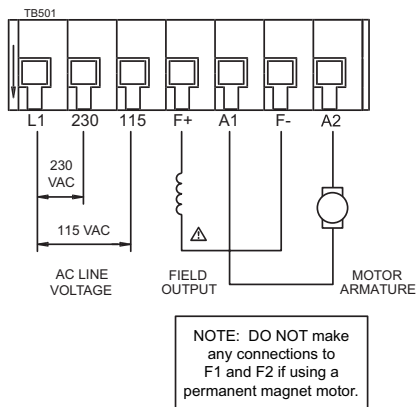 TB501
L1 230 115 F+ A1 F- A2
230
VAC
115 VAC
AC LINE
VOLTAGE
FIELD
OUTPUT
MOTOR
ARMATURE
NOTE: DO NOT make
any connections to
F1 and F2 if using a
permanent magnet motor.